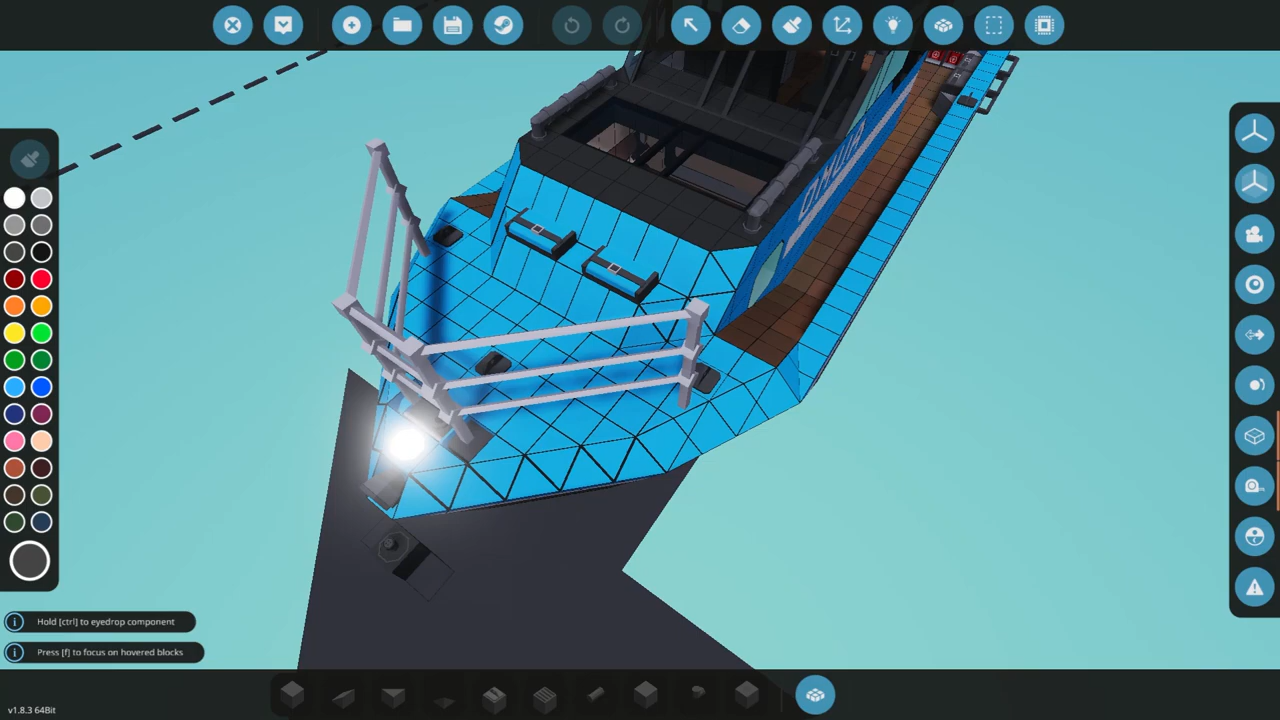 Hold [ctrl] to eyedrop component
Press [f] to focus on hovered blocks
v1.8.3 64Bit